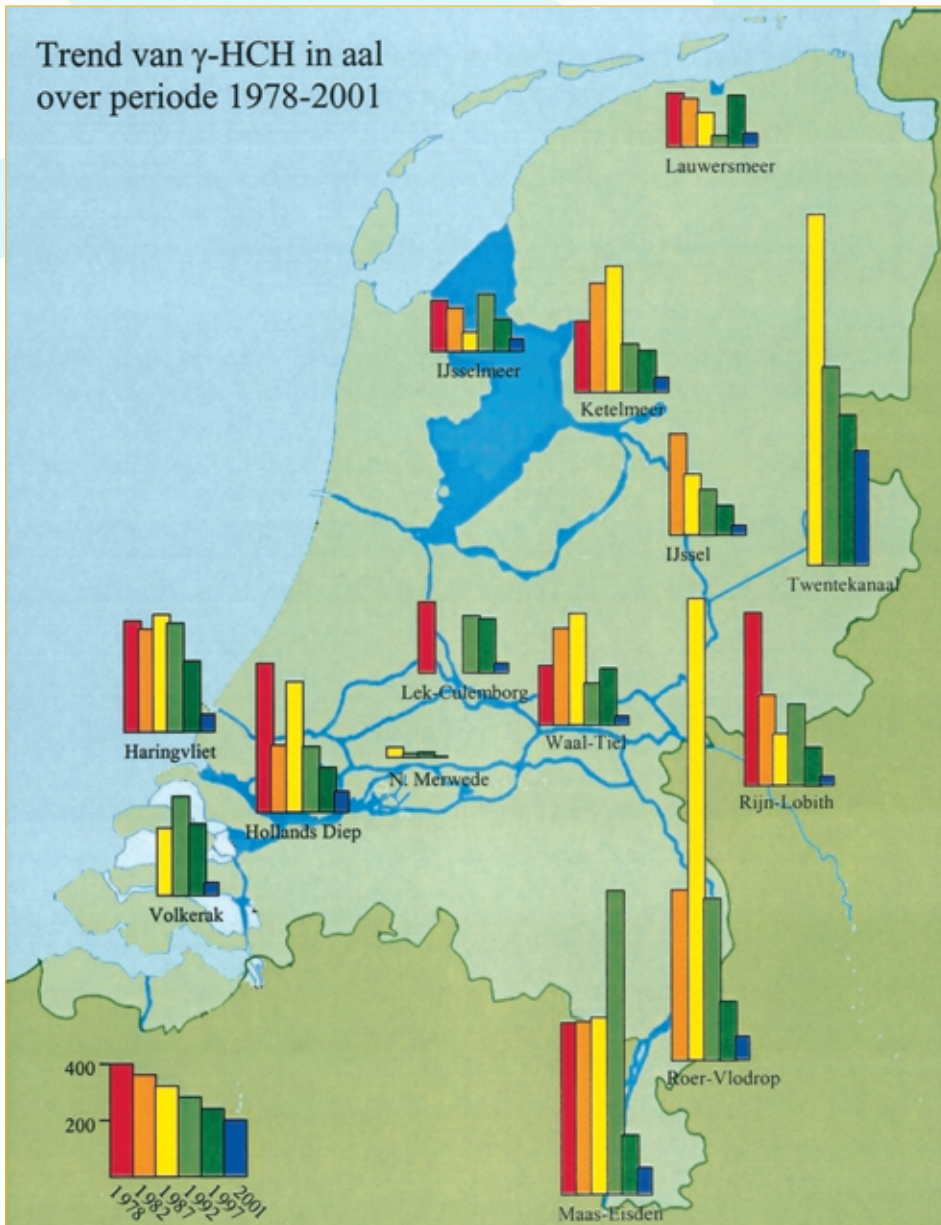 Trend van γ-HCH in aal
over periode 1978-2001
Lauwersmeer
IJsselmeer
Ketelmeer
IJssel
Twentekanaal
Lek-Culemborg
Waal-Tiel
Haringvliet
N. Merwede
Rijn-Lobith
Hollands Diep
Volkerak
Roer-Vlodrop
Maas-Eisden
400
200
1978
1982
1987
1992
1997
2001